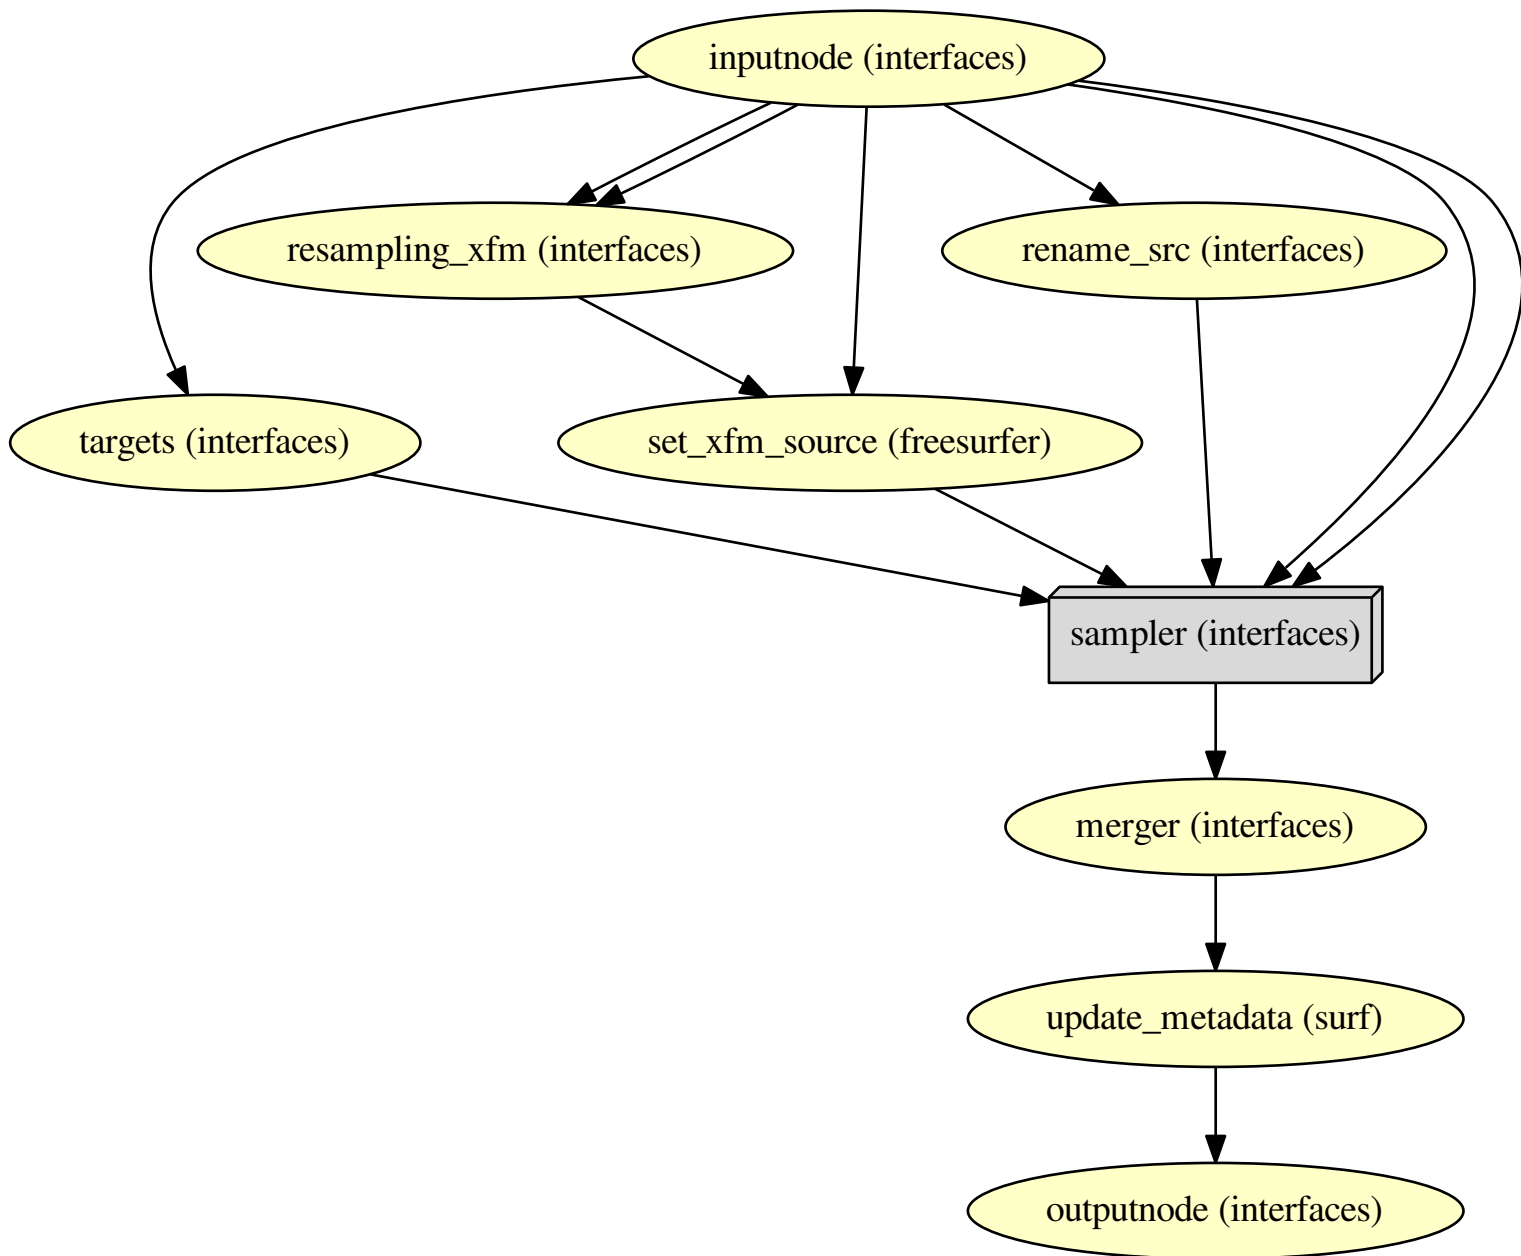 inputnode (interfaces)
resampling_xfm (interfaces)
rename_src (interfaces)
targets (interfaces)
set_xfm_source (freesurfer)
sampler (interfaces)
merger (interfaces)
update_metadata (surf)
outputnode (interfaces)